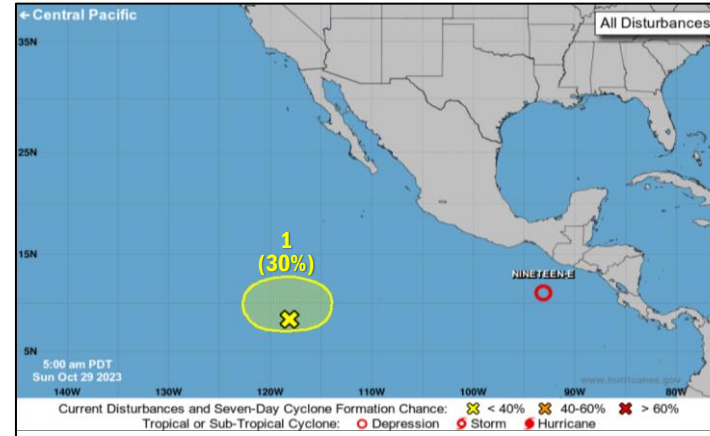 ← Central Pacific
All Disturbances
35N
25N
1
(30%)
15N
NINETEEN-E
5N
5:00 am PDT
Sun Oct 29 2023
www.hurricanes.gov
140W 130W 120W 110W 100W 90W 80W
Current Disturbances and Seven-Day Cyclone Formation Chance: < 40% 40-60% > 60%
Tropical or Sub-Tropical Cyclone: Depression Storm Hurricane